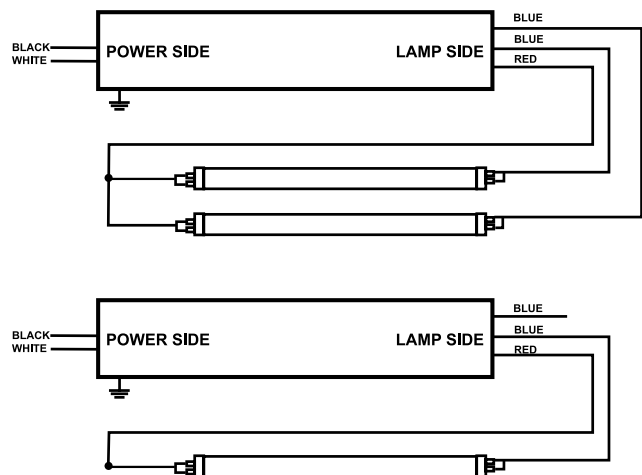 BLUE
BLUE
BLACK
POWER SIDE
LAMP SIDE
RED
WHITE
BLUE
BLUE
BLACK
POWER SIDE
LAMP SIDE
RED
WHITE